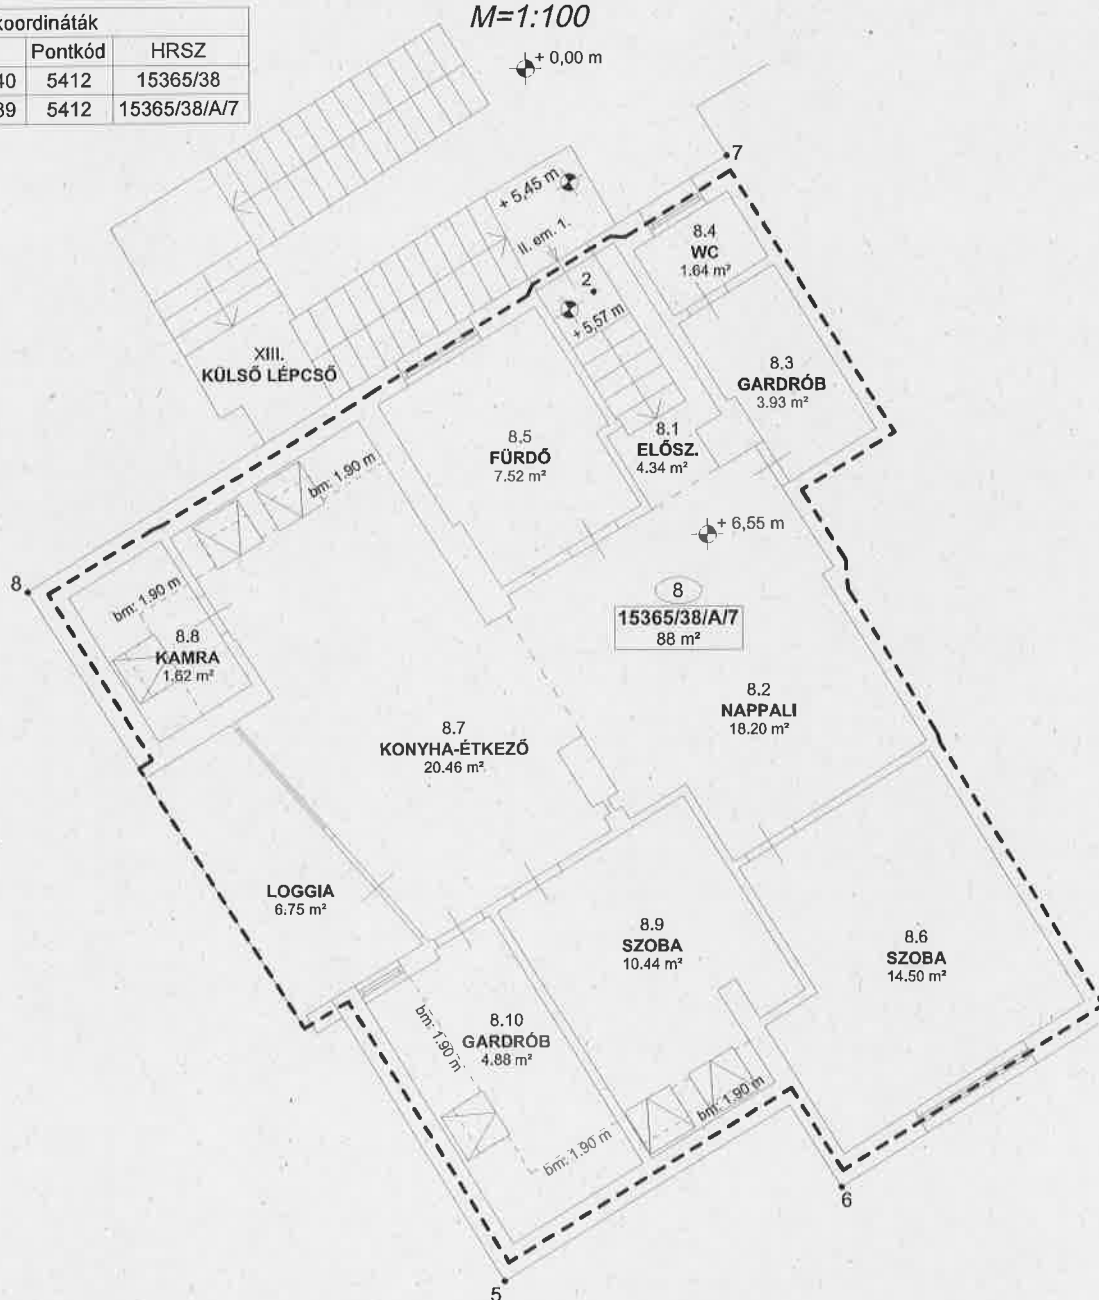 koordináták
M=1:100
Pontkód HRSZ
40 5412 15365/38
39 5412 15365/38/A/7
+ 0,00 m
7
+ 5,45 m
II. em. 1.
8.4
WC
1.64 m²
2
+ 5,57 m
XIII.
KÜLSŐ LÉPCSŐ
8.3
GARDRÓB
3.93 m²
8.5
FÜRDŐ
7.52 m²
8.1
ELŐSZ.
4.34 m²
bm: 1.90 m
+ 6,55 m
8
bm: 1.90 m
8
15365/38/A/7
88 m²
8.8
KAMRA
1.62 m²
8.2
NAPPALI
18.20 m²
8.7
KONYHA-ÉTKEZŐ
20.46 m²
LOGGIA
6.75 m²
8.9
SZOBA
10.44 m²
8.6
SZOBA
14.50 m²
8.10
GARDRÓB
4.88 m²
bm: 1.90 m
bm: 1.90 m
bm: 1.90 m
6
5